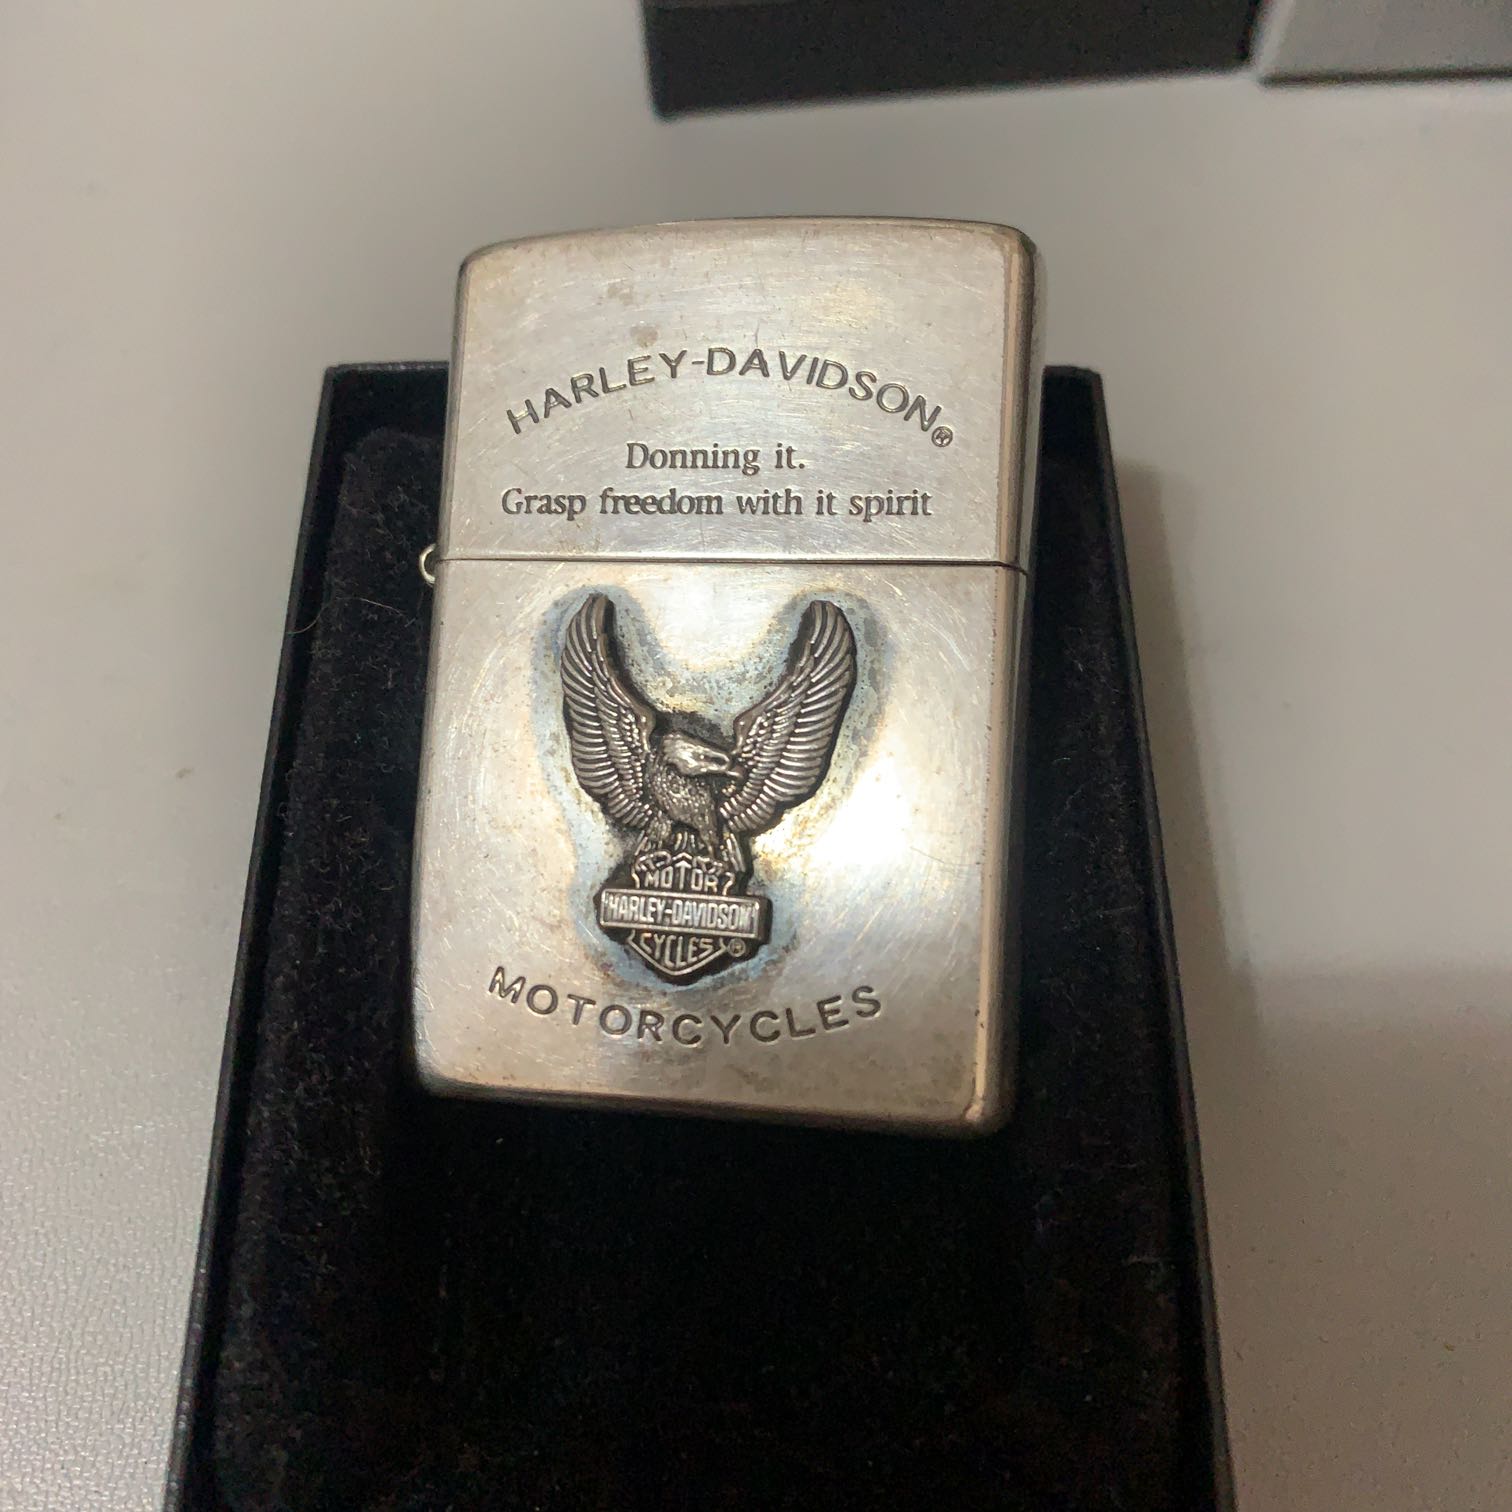 HARLEY-DAVIDSON®
Donning it.
Grasp freedom with it spirit
MOTOR
HARLEY-DAVIDSON
CYCLES®
MOTORCYCLES